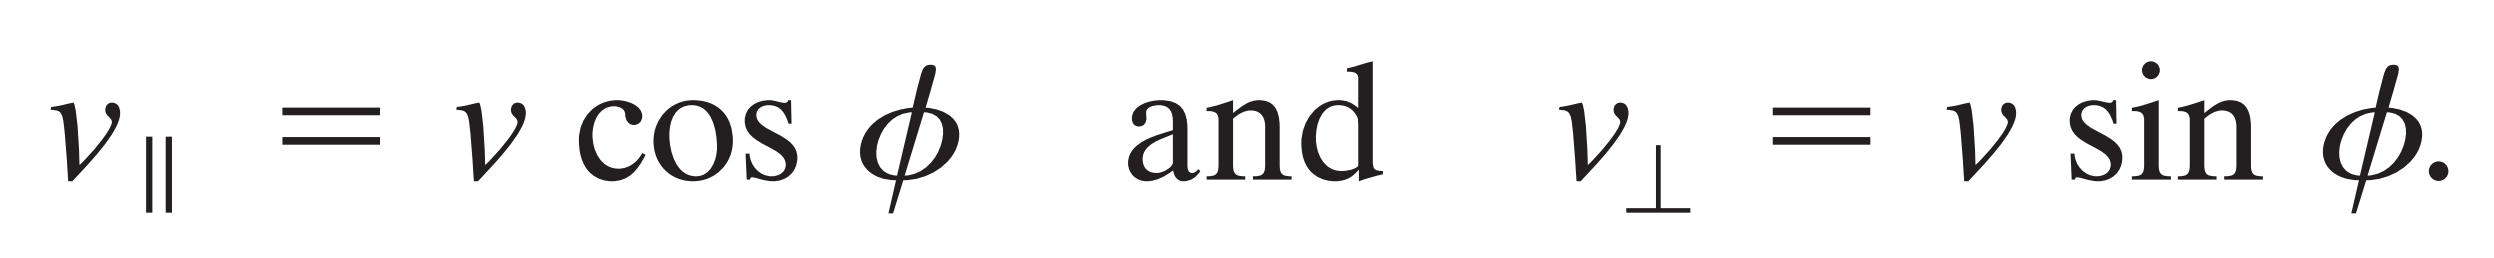 v∥ = v cos ϕ and v⊥ = v sin ϕ.